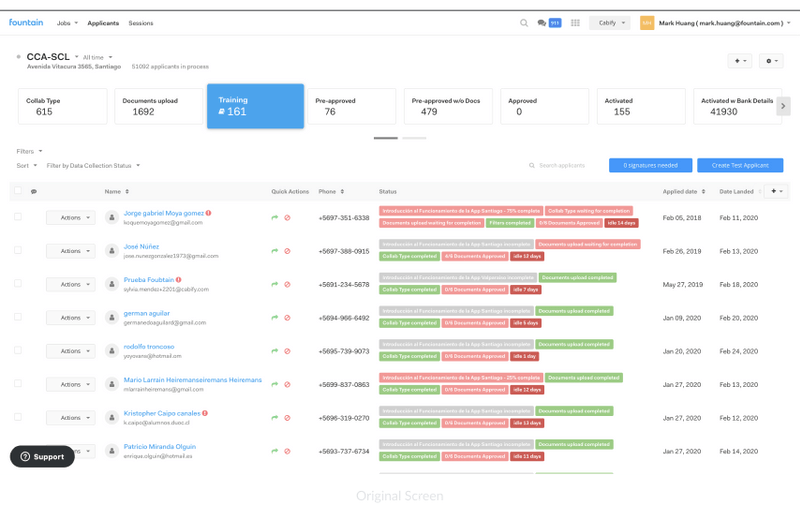 fountain Jobs Applicants Sessions 911 Cabify Mark Huang ( mark.huang@fountain.com )
CCA-SCL All time
Avenida Vitacura 3565, Santiago 51092 applicants in process
Collab Type Documents upload Training Pre-approved Pre-approved w/o Docs Approved Activated Activated w Bank Details
615 1692 161 76 479 0 155 41930
Filters
Sort Filter by Data Collection Status Search applicants 0 signatures needed Create Test Applicant
Name Quick Actions Phone Status Applied date Date Landed
Introducción al Funcionamiento de la App Santiago - 75% complete Collab Type waiting for completion
Actions Jorge gabriel Moya gomez +5697-351-6338 Feb 05, 2018 Feb 11, 2020
koquemoyagomez@gmail.com Documents upload waiting for completion Filters completed 0/8 Documents Approved idle 14 days
Introducción al Funcionamiento de la App Santiago incomplete Documents upload waiting for completion
Actions José Núñez +5697-388-0915 Feb 26, 2019 Feb 13, 2020
jose.nunezgonzalez1973@gmail.com Collab Type completed 0/8 Documents Approved idle 12 days
Introducción al Funcionamiento de la App Valparaíso incomplete Documents upload completed
Actions Prueba Foubtain +5691-234-5678 May 27, 2019 Feb 18, 2020
sylvia.mendez+2201@cabify.com Collab Type completed 0/8 Documents Approved idle 7 days
Introducción al Funcionamiento de la App Santiago incomplete Documents upload completed
Actions german aguilar +5694-966-6492 Jan 09, 2020 Feb 20, 2020
germanedoaguilard@gmail.com Collab Type completed 0/8 Documents Approved idle 5 days
Introducción al Funcionamiento de la App Santiago incomplete Documents upload completed
Actions rodolfo troncoso +5695-739-9073 Jan 20, 2020 Feb 24, 2020
yoyovans@hotmail.com Collab Type completed 0/8 Documents Approved idle 1 day
Introducción al Funcionamiento de la App Santiago - 25% complete Documents upload completed
Actions Mario Larrain Heiremanseiremans Heiremans +5699-837-0863 Jan 27, 2020 Feb 13, 2020
mlarrainheiremans@gmail.com Collab Type completed 0/8 Documents Approved idle 12 days
Introducción al Funcionamiento de la App Santiago incomplete Documents upload completed
Actions Kristopher Caipo canales +5696-319-0270 Jan 27, 2020 Feb 12, 2020
k.caipo@alumnos.duoc.cl Collab Type completed 0/8 Documents Approved idle 13 days
Introducción al Funcionamiento de la App Santiago incomplete Documents upload completed
Support ns Patricio Miranda Olguin +5693-737-6734 Jan 27, 2020 Feb 14, 2020
enrique.olguin@hotmail.es Collab Type completed 0/8 Documents Approved idle 11 days
Original Screen